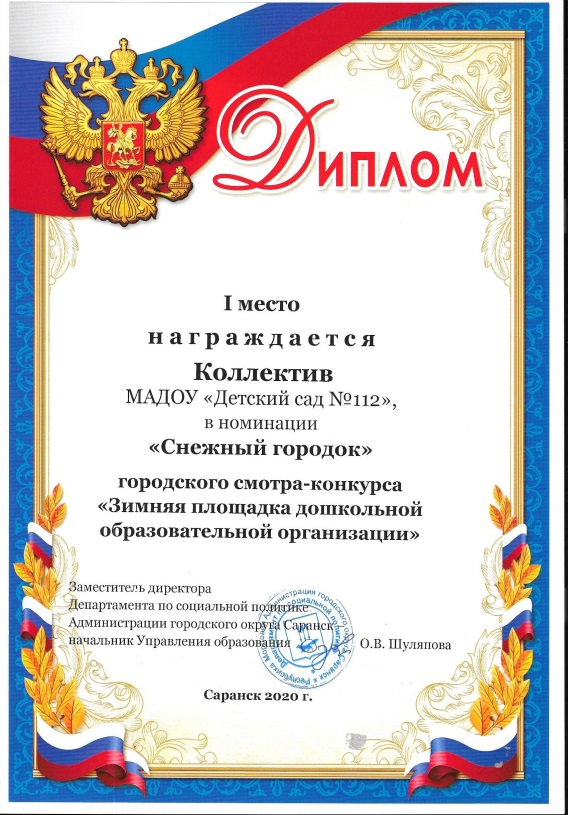 Диплом
I место
награждается
Коллектив
МАДОУ «Детский сад №112»,
в номинации
«Снежный городок»
городского смотра-конкурса
«Зимняя площадка дошкольной
образовательной организации»
Заместитель директора
Департамента по социальной политике
Администрации городского округа Саранск
начальник Управления образования О.В. Шуляпова
Саранск 2020 г.